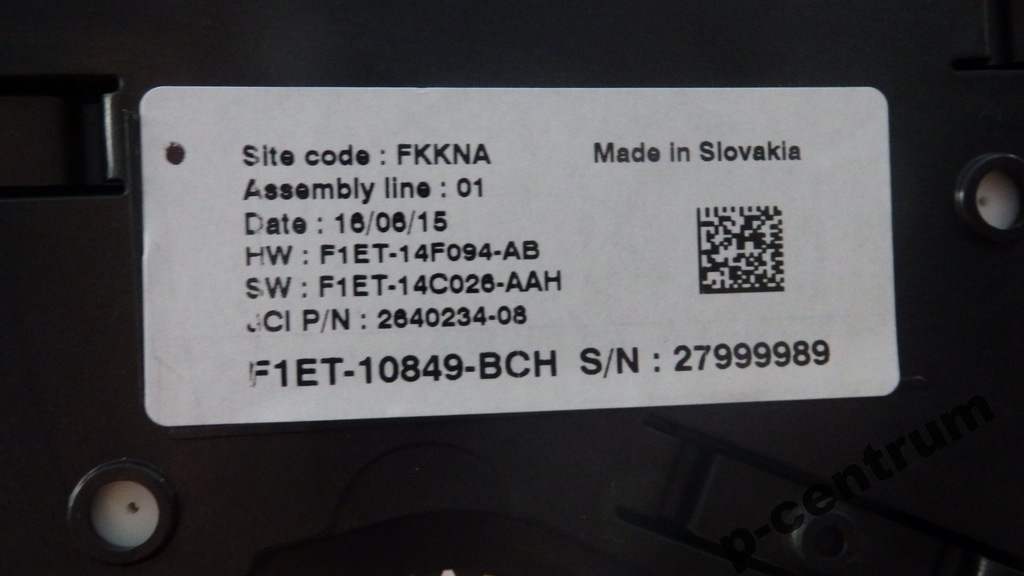 Site code : FKKNA
Made in Slovakia
Assembly line : 01
Date : 16/06/15
HW : F1ET-14F094-AB
SW : F1ET-14C026-AAH
JCI P/N : 2640234-08
F1ET-10849-BCH S/N : 27999989
p-centrum